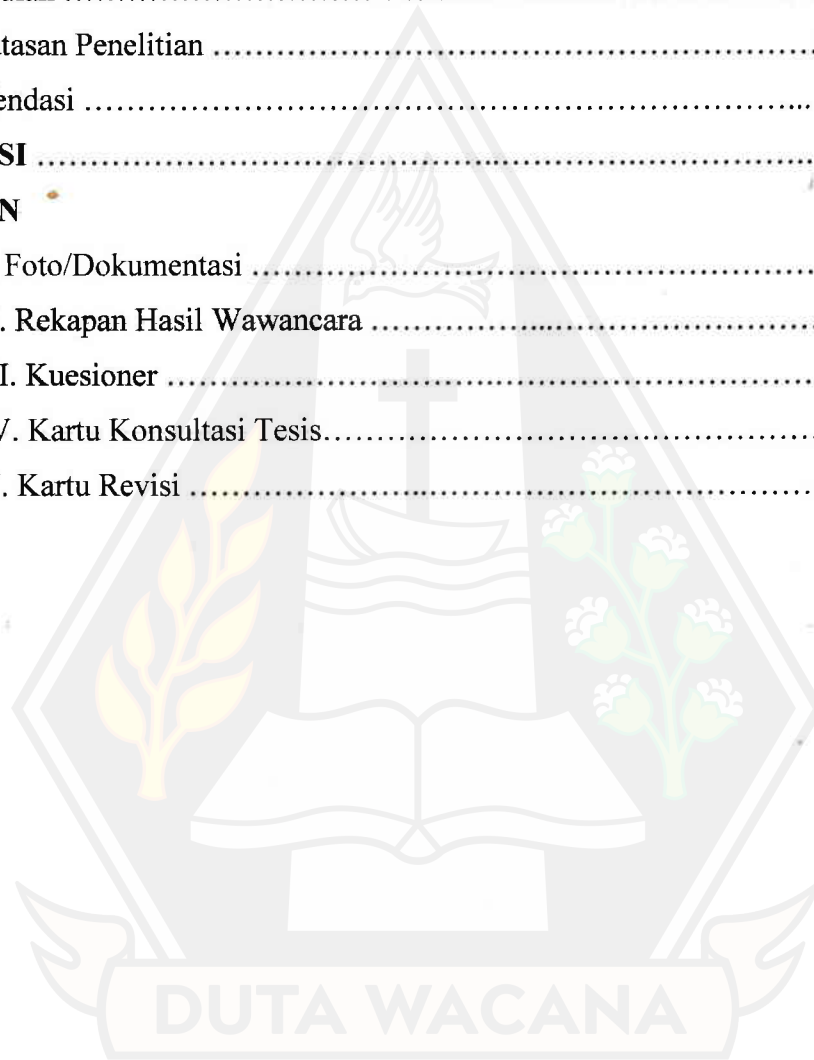 tasan Penelitian ........................................................................
endasi ........................................................................
SI ........................................................................
N
Foto/Dokumentasi ........................................................................
. Rekapan Hasil Wawancara ........................................................................
I. Kuesioner ........................................................................
V. Kartu Konsultasi Tesis........................................................................
. Kartu Revisi ........................................................................
DUTA WACANA